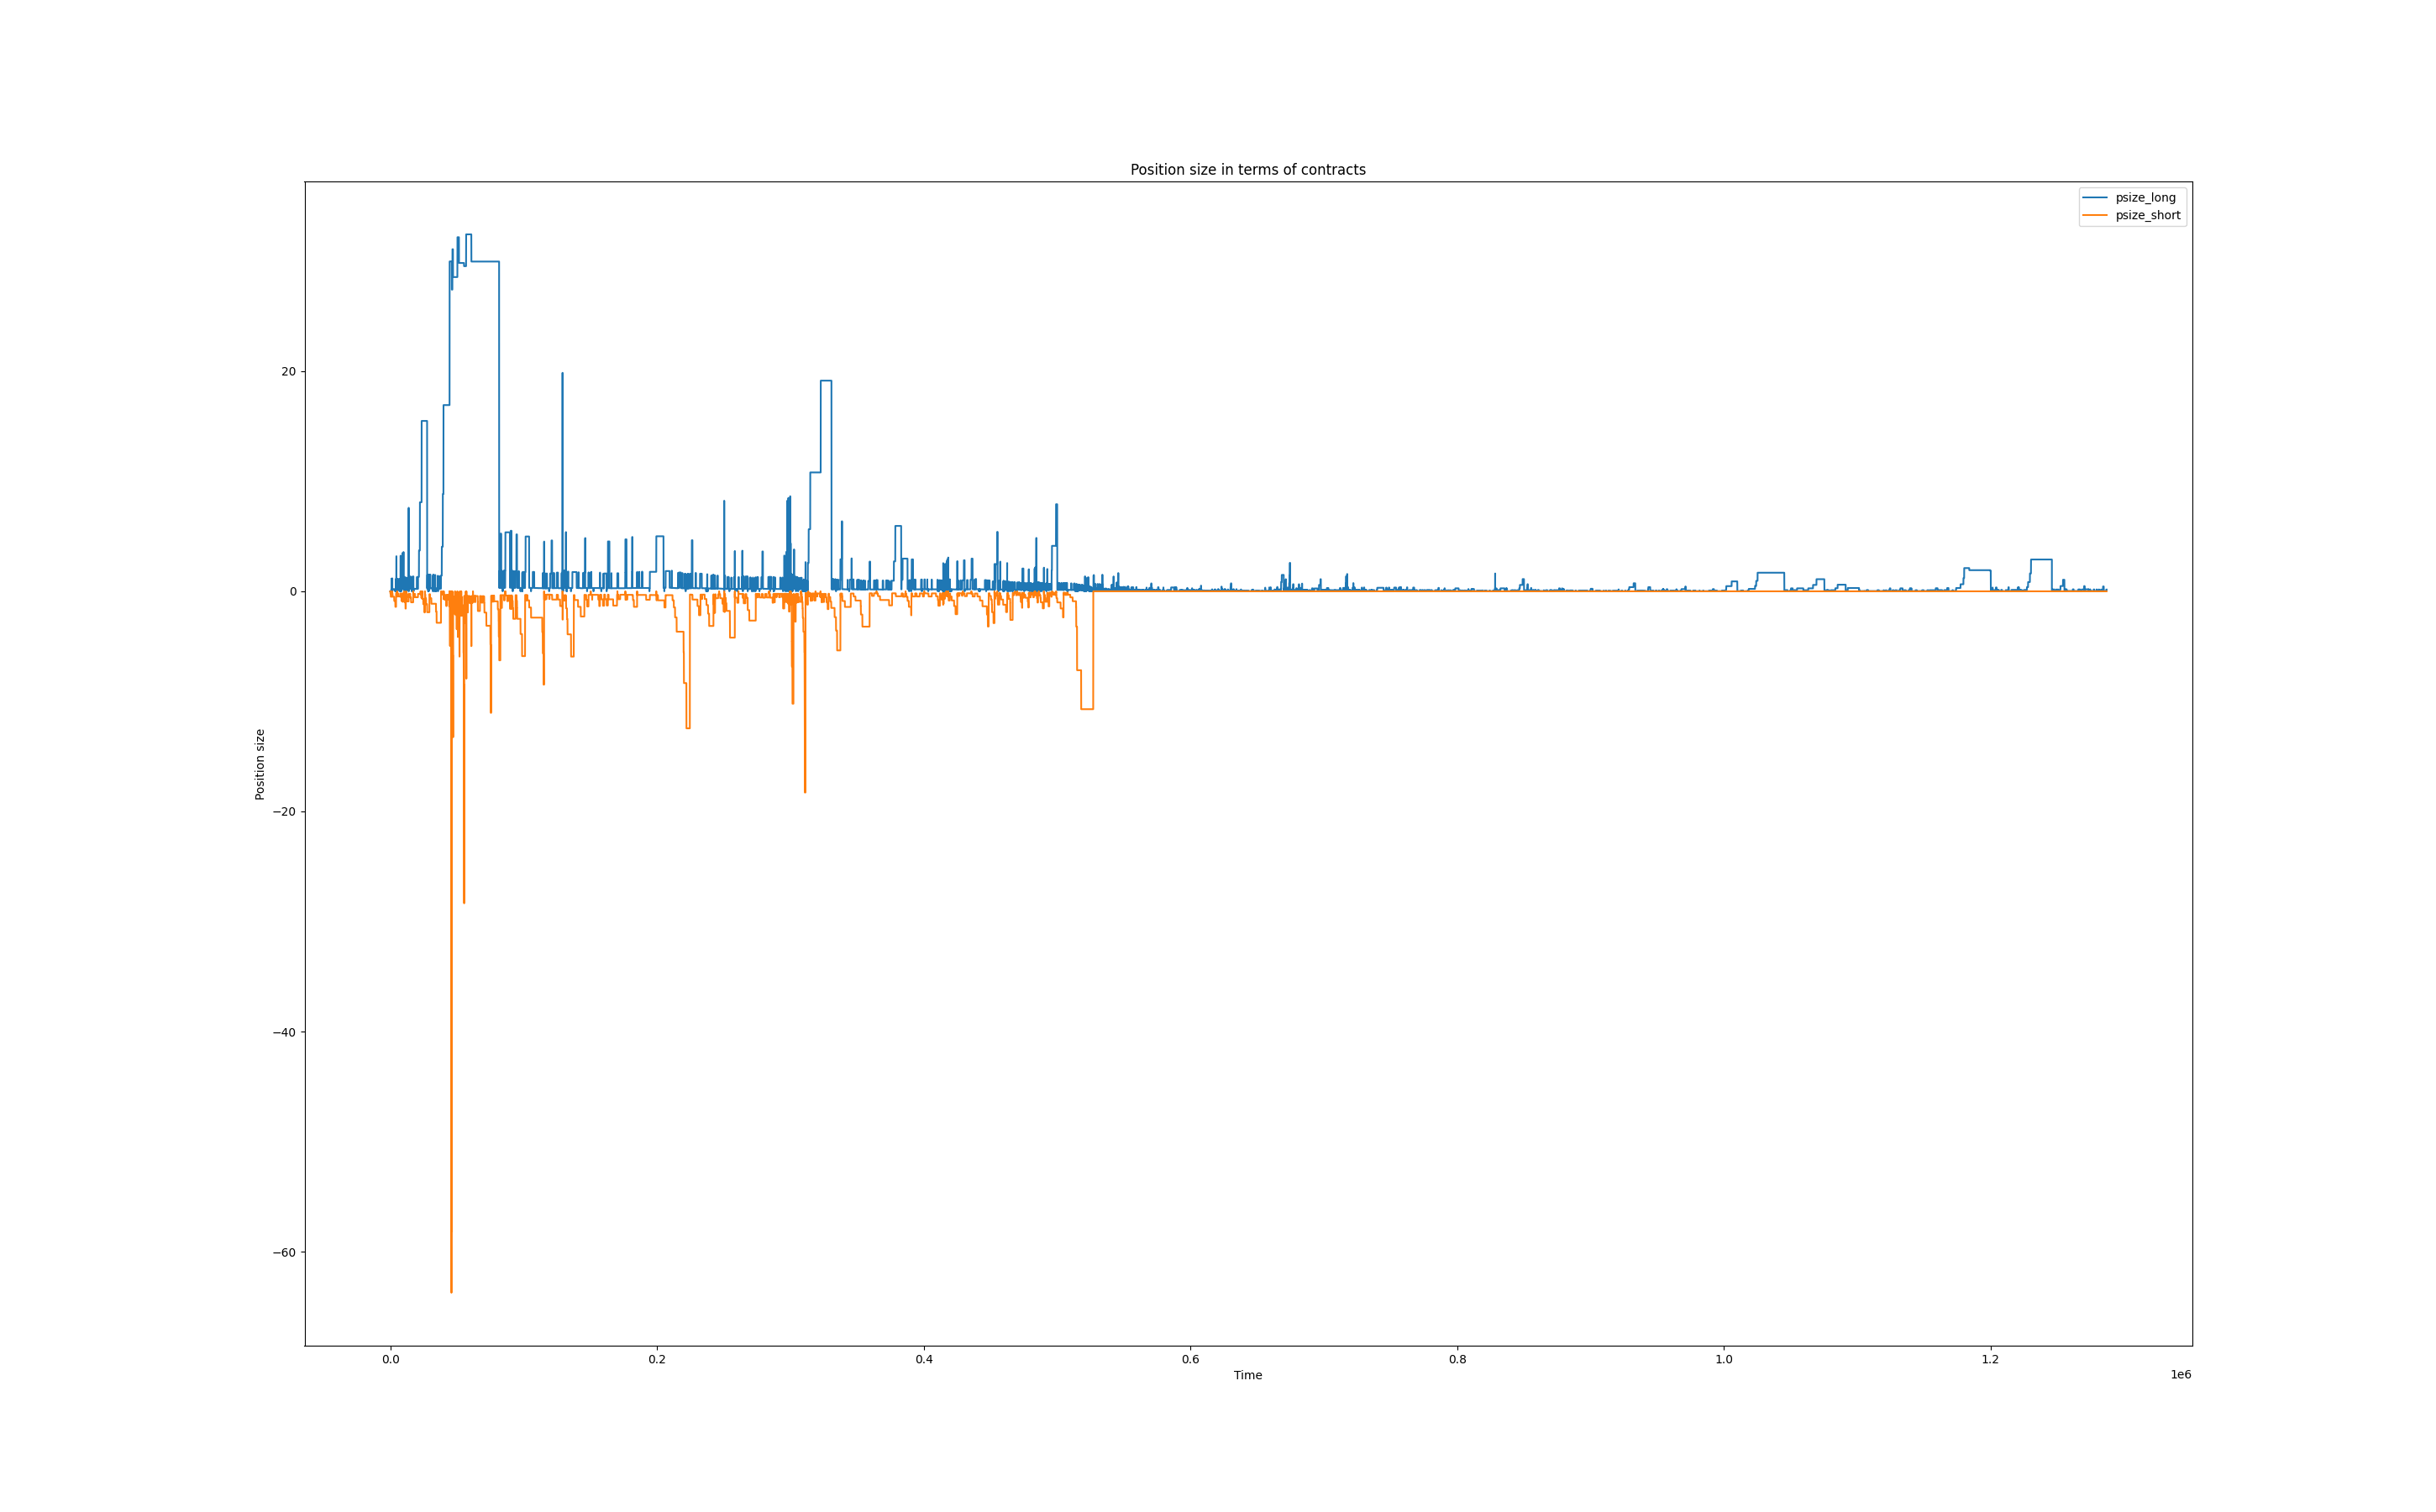 Position size in terms of contracts
psize_long
psize_short
Position size
20
0
−20
−40
−60
0.0
0.2
0.4
0.6
0.8
1.0
1.2
Time
1e6